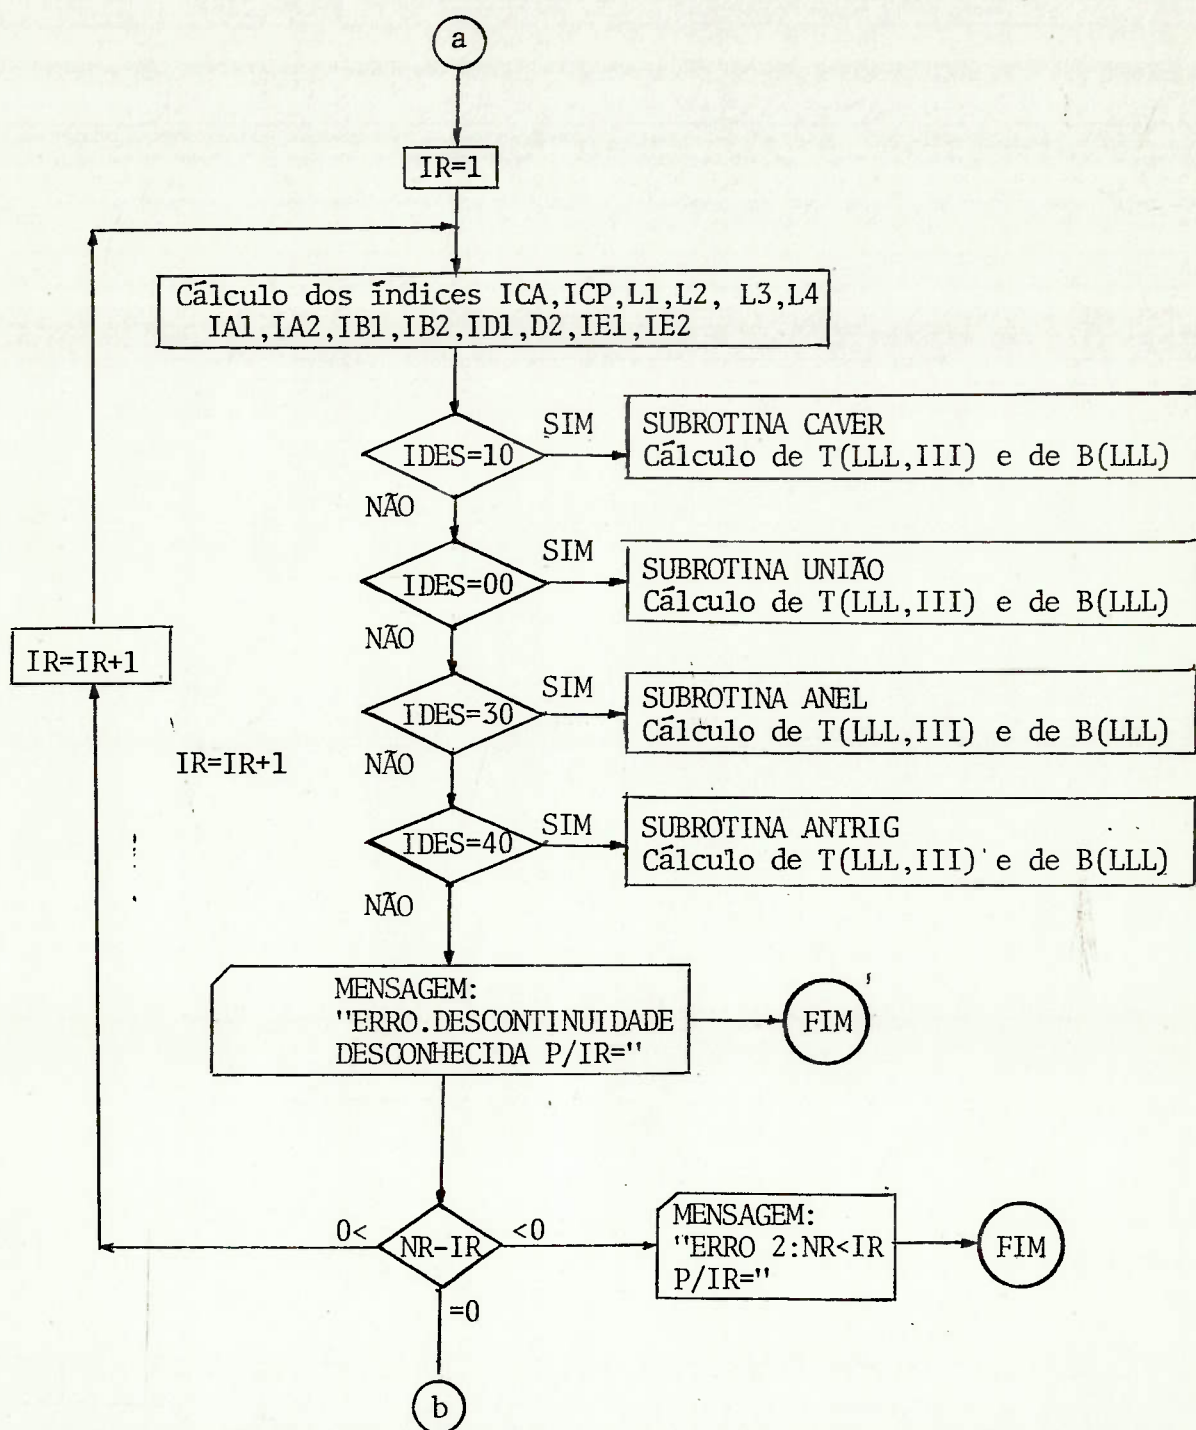 a
IR=1
Cálculo dos índices ICA,ICP,L1,L2, L3,L4
IA1,IA2,IB1,IB2,ID1,D2,IE1,IE2
IDES=10
SIM
SUBROTINA CAVER
Cálculo de T(LLL,III) e de B(LLL)
NÃO
IDES=00
SIM
SUBROTINA UNIÃO
Cálculo de T(LLL,III) e de B(LLL)
NÃO
IR=IR+1
IDES=30
SIM
SUBROTINA ANEL
Cálculo de T(LLL,III) e de B(LLL)
IR=IR+1
NÃO
IDES=40
SIM
SUBROTINA ANTRIG
Cálculo de T(LLL,III) e de B(LLL)
NÃO
MENSAGEM:
"ERRO.DESCONTINUIDADE
DESCONHECIDA P/IR="
FIM
0<
NR-IR
<0
MENSAGEM:
"ERRO 2:NR<IR
P/IR="
FIM
=0
b